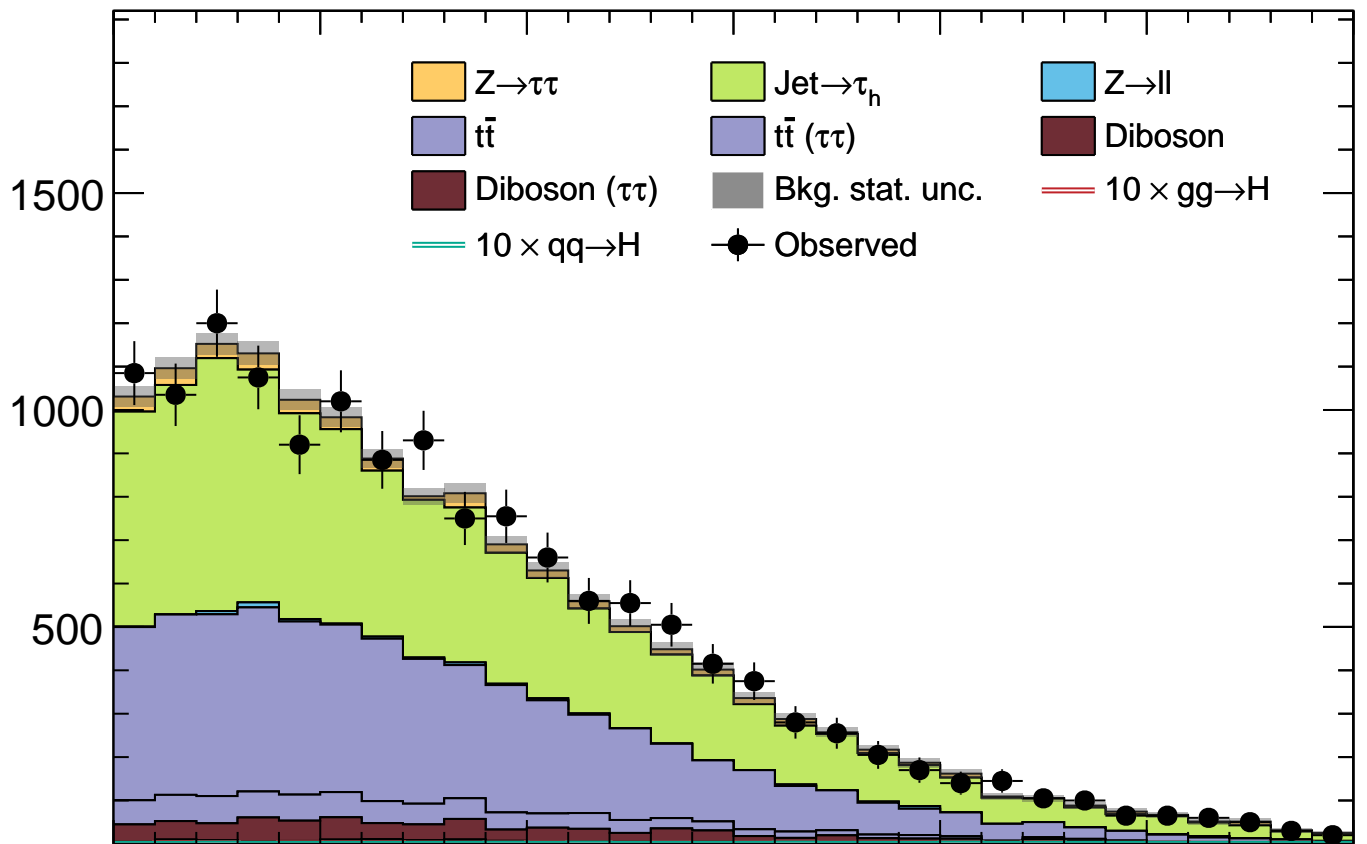 Z→ττ Jet→τₕ Z→ll
tt̄ tt̄ (ττ) Diboson
1500
Diboson (ττ) Bkg. stat. unc. 10 × gg→H
10 × qq→H Observed
1000
500